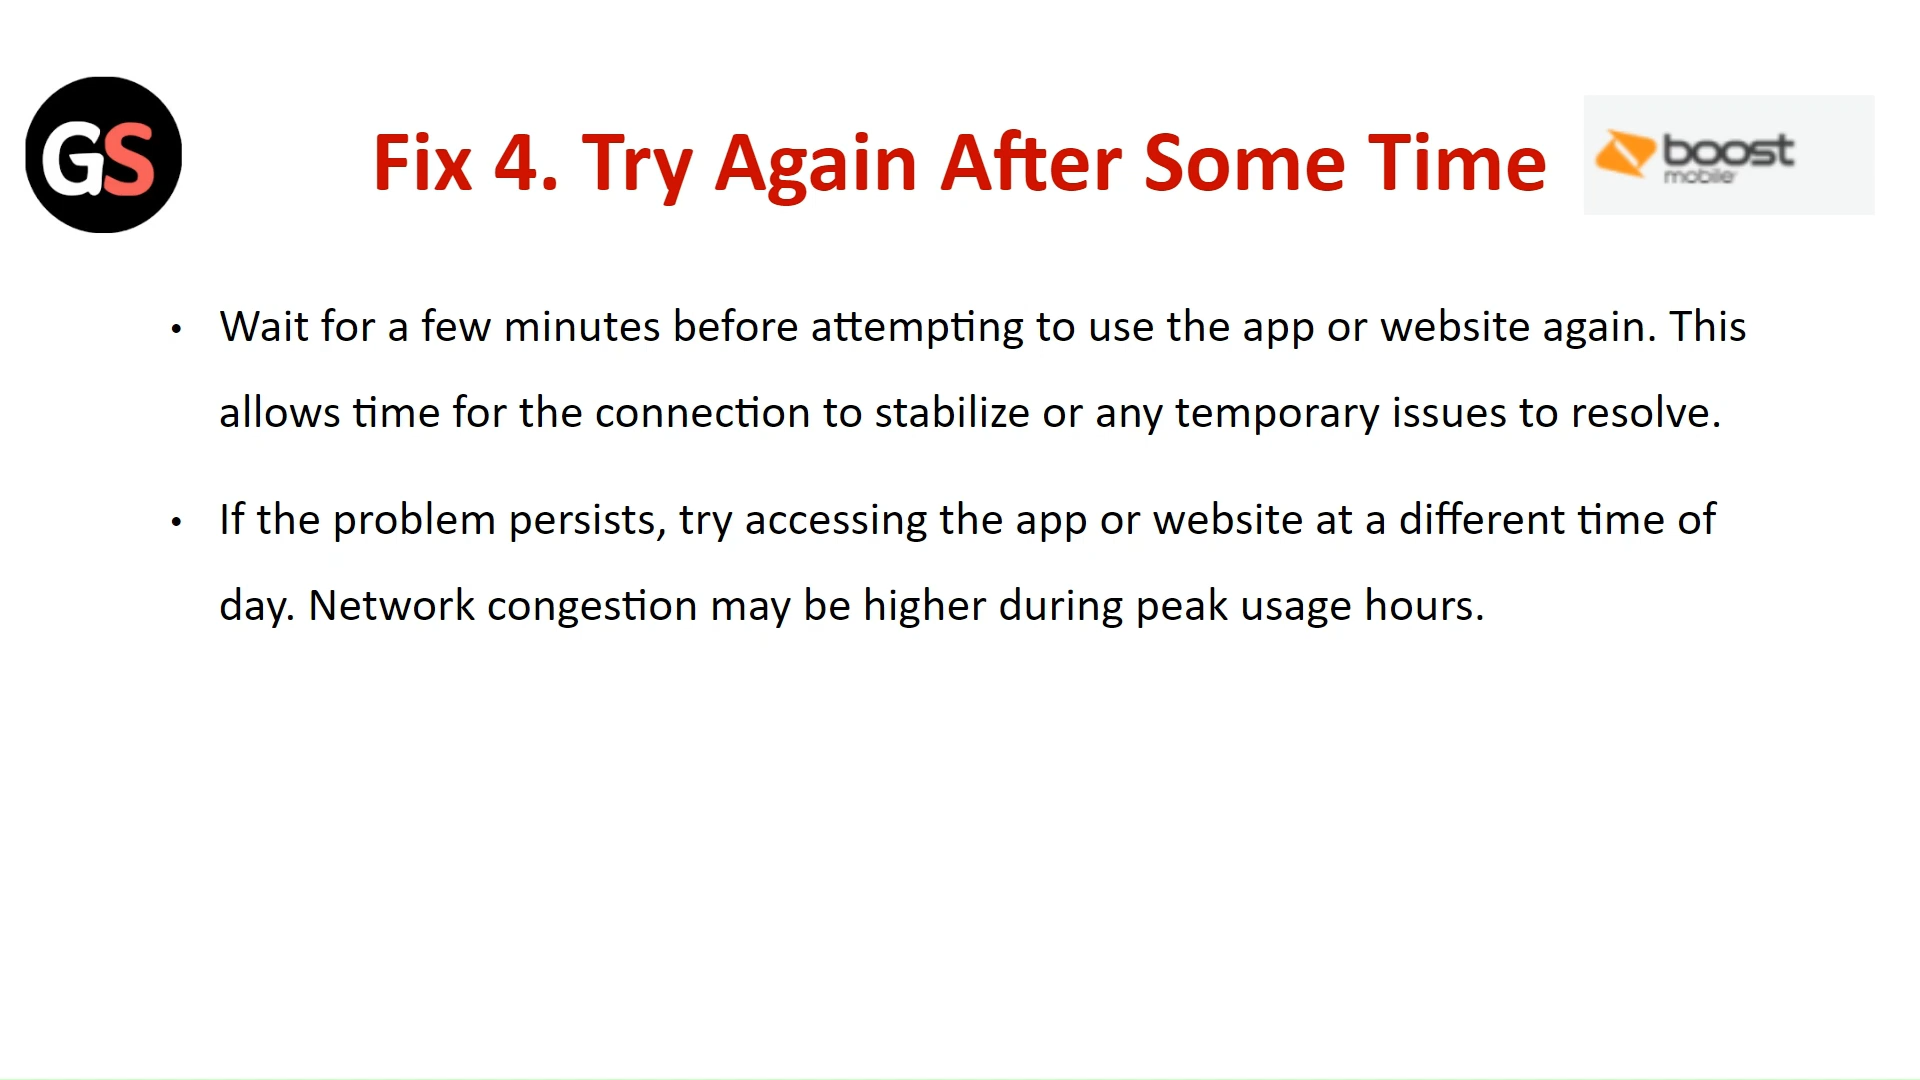 GS
Fix 4. Try Again After Some Time
boost
mobile
• Wait for a few minutes before attempting to use the app or website again. This
allows time for the connection to stabilize or any temporary issues to resolve.
• If the problem persists, try accessing the app or website at a different time of
day. Network congestion may be higher during peak usage hours.